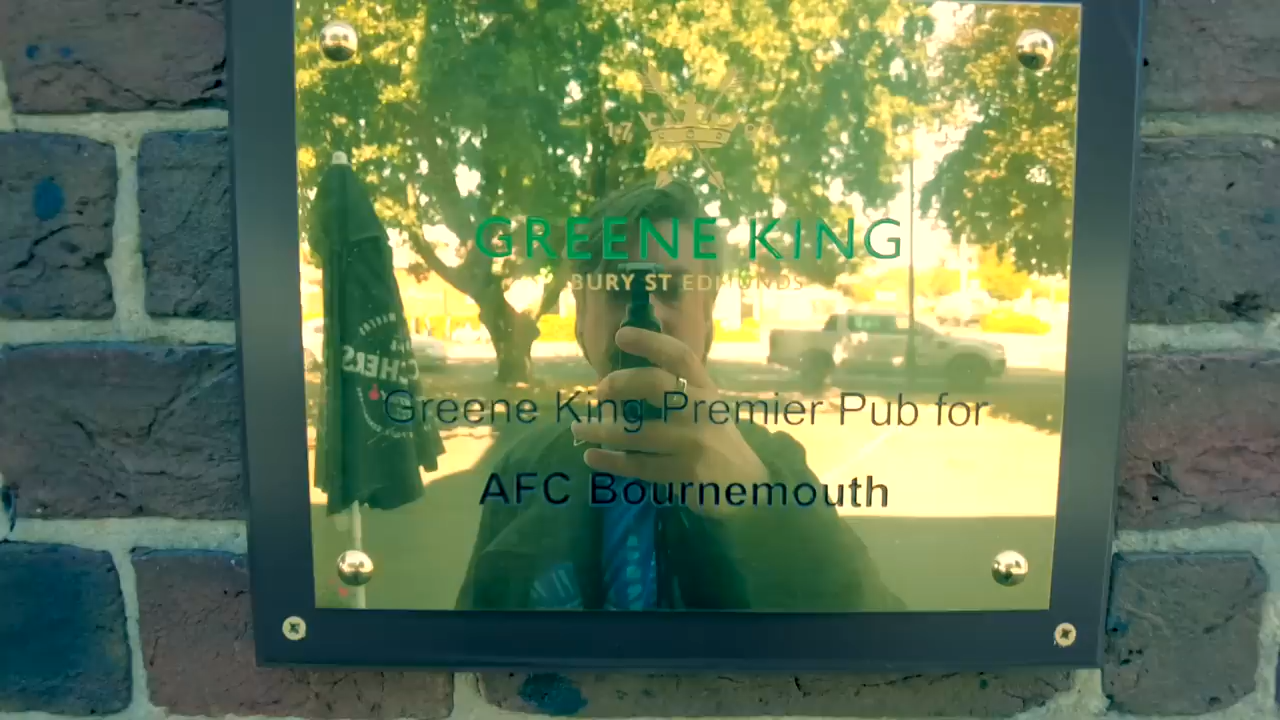 GREENE KING
BURY ST EDMUNDS
Greene King Premier Pub for
AFC Bournemouth